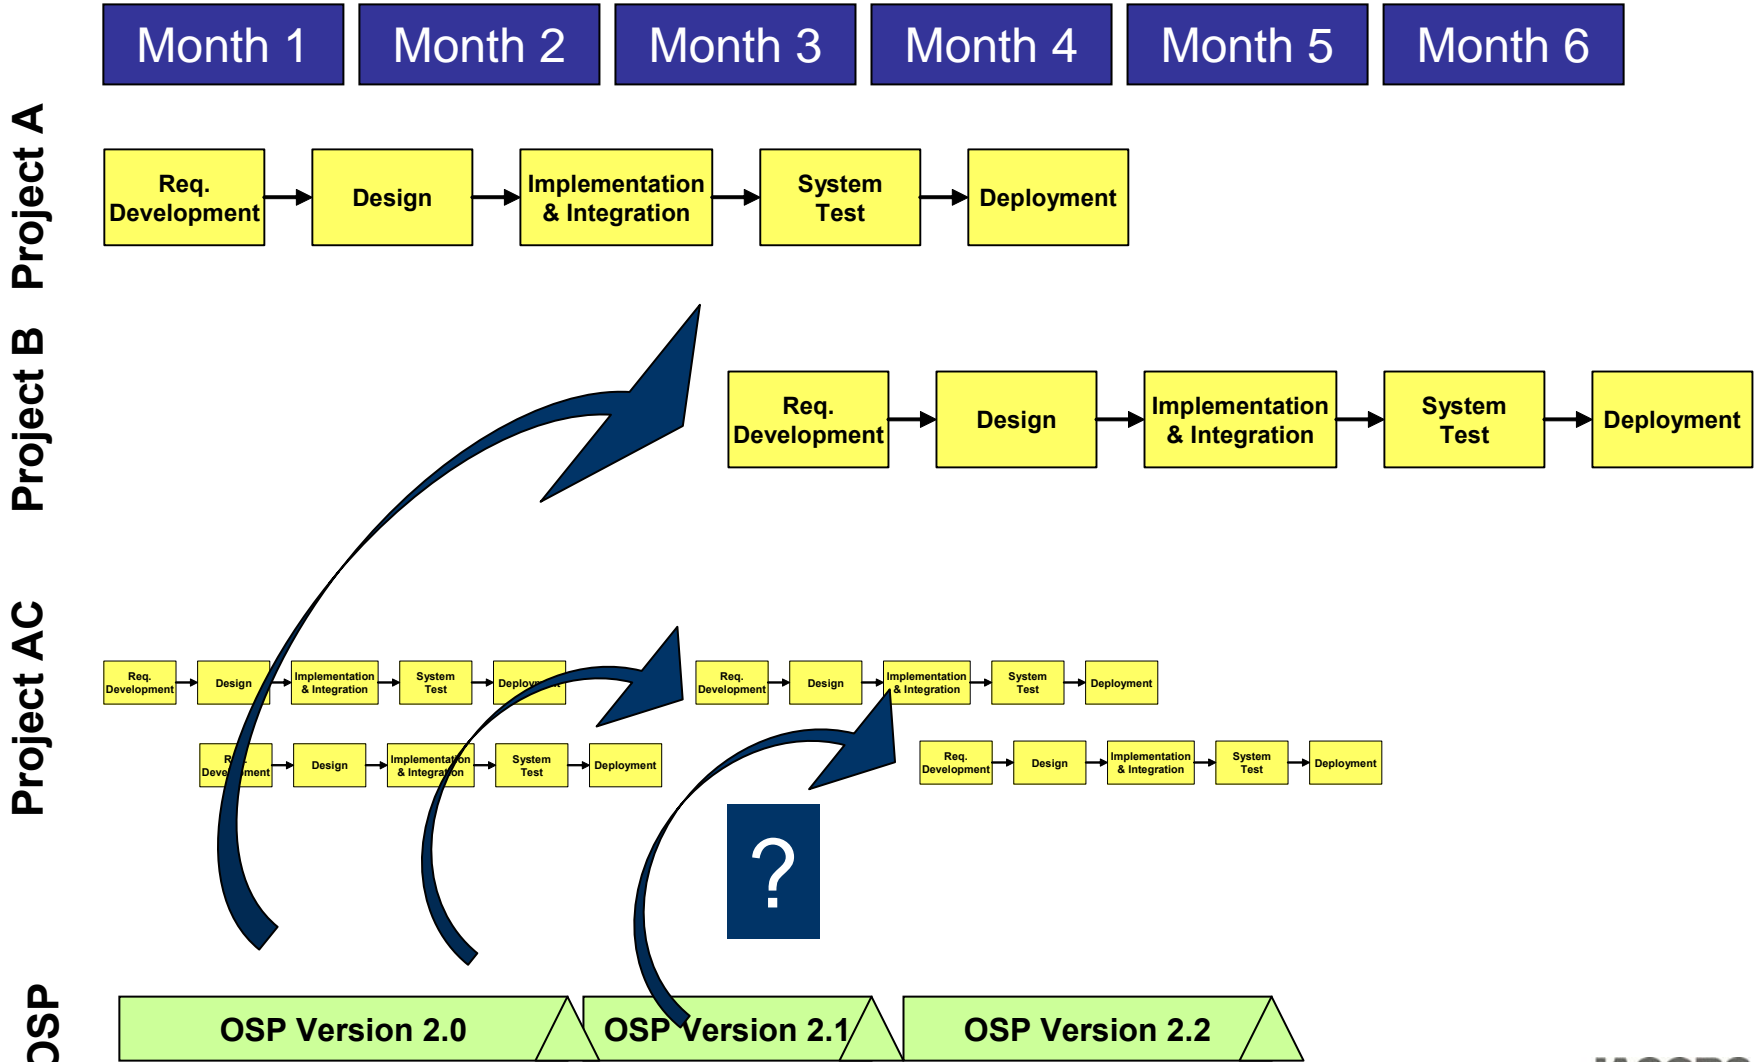 Month 1
Month 2
Month 3
Month 4
Month 5
Month 6
Project A
Req.
Development
Design
Implementation
& Integration
System
Test
Deployment
Project B
Req.
Development
Design
Implementation
& Integration
System
Test
Deployment
Project AC
Req.
Development
Design
Implementation
& Integration
System
Test
Req.
Development
Design
Implementation
& Integration
System
Test
Deployment
Design
Implementation
& Integration
System
Test
Deployment
Req.
Development
Design
Implementation
& Integration
System
Test
Deployment
?
OSP
OSP Version 2.0
OSP Version 2.1
OSP Version 2.2